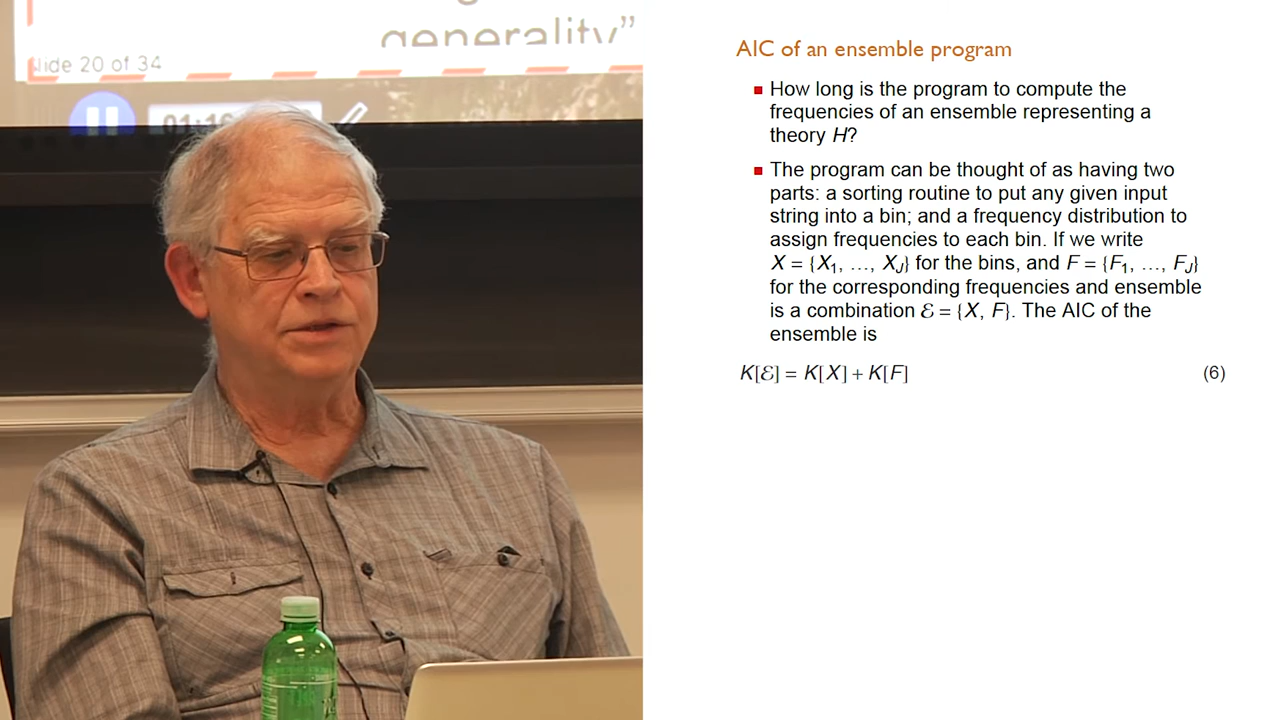 generality”
Slide 20 of 34
AIC of an ensemble program
How long is the program to compute the
frequencies of an ensemble representing a
theory H?
The program can be thought of as having two
parts: a sorting routine to put any given input
string into a bin; and a frequency distribution to
assign frequencies to each bin. If we write
X = {X₁, …, X_J} for the bins, and F = {F₁, …, F_J}
for the corresponding frequencies and ensemble
is a combination ℰ = {X, F}. The AIC of the
ensemble is
K[ℰ] = K[X] + K[F] (6)